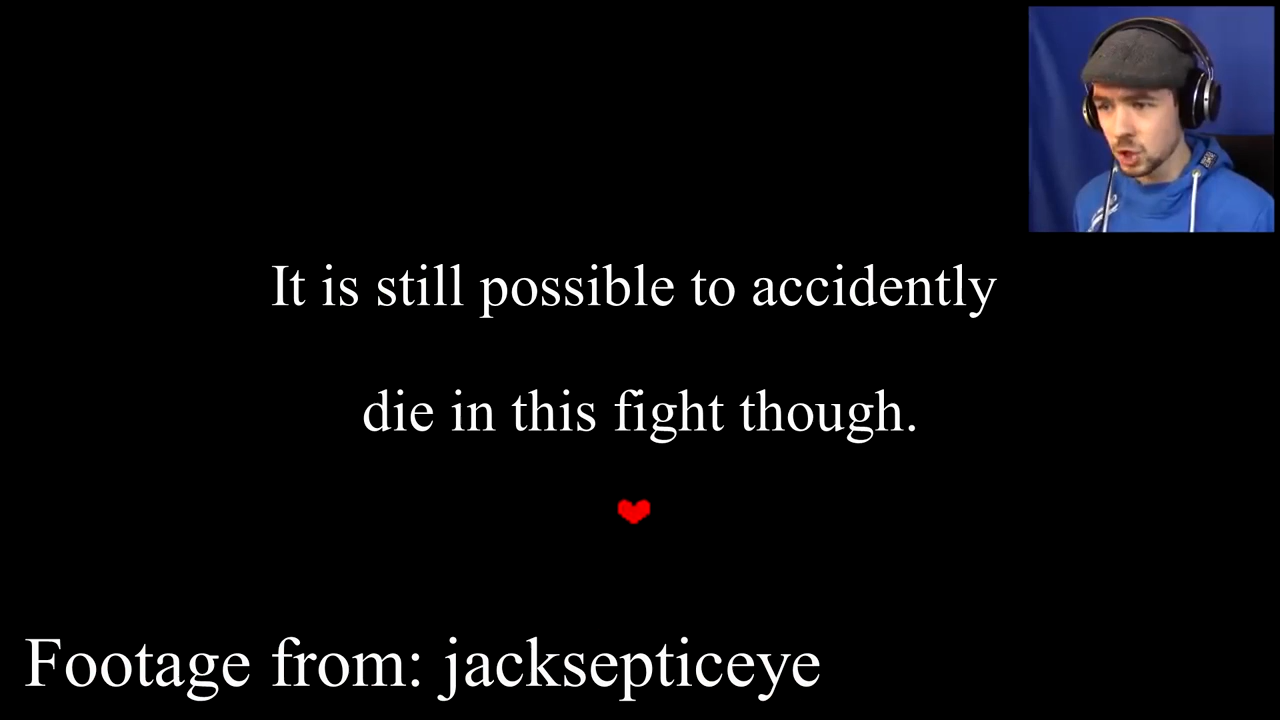 It is still possible to accidently
die in this fight though.
Footage from: jacksepticeye